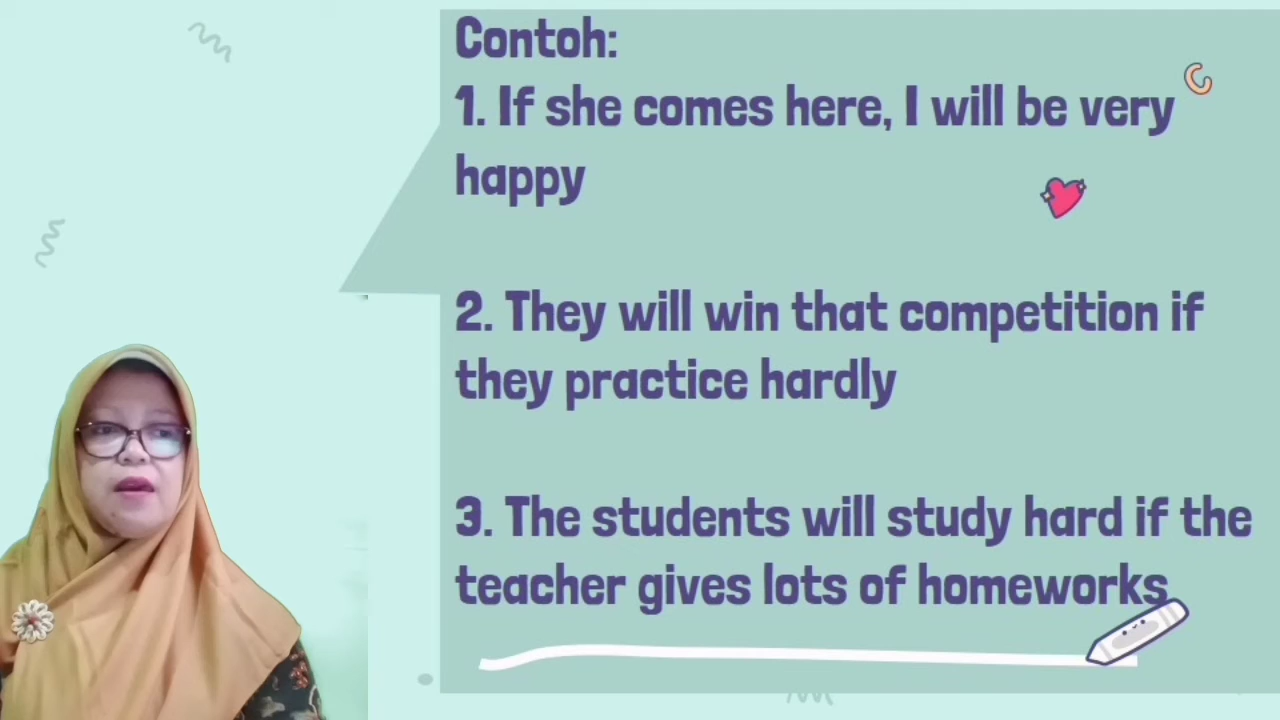 Contoh:
1. If she comes here, I will be very
happy
2. They will win that competition if
they practice hardly
3. The students will study hard if the
teacher gives lots of homeworks